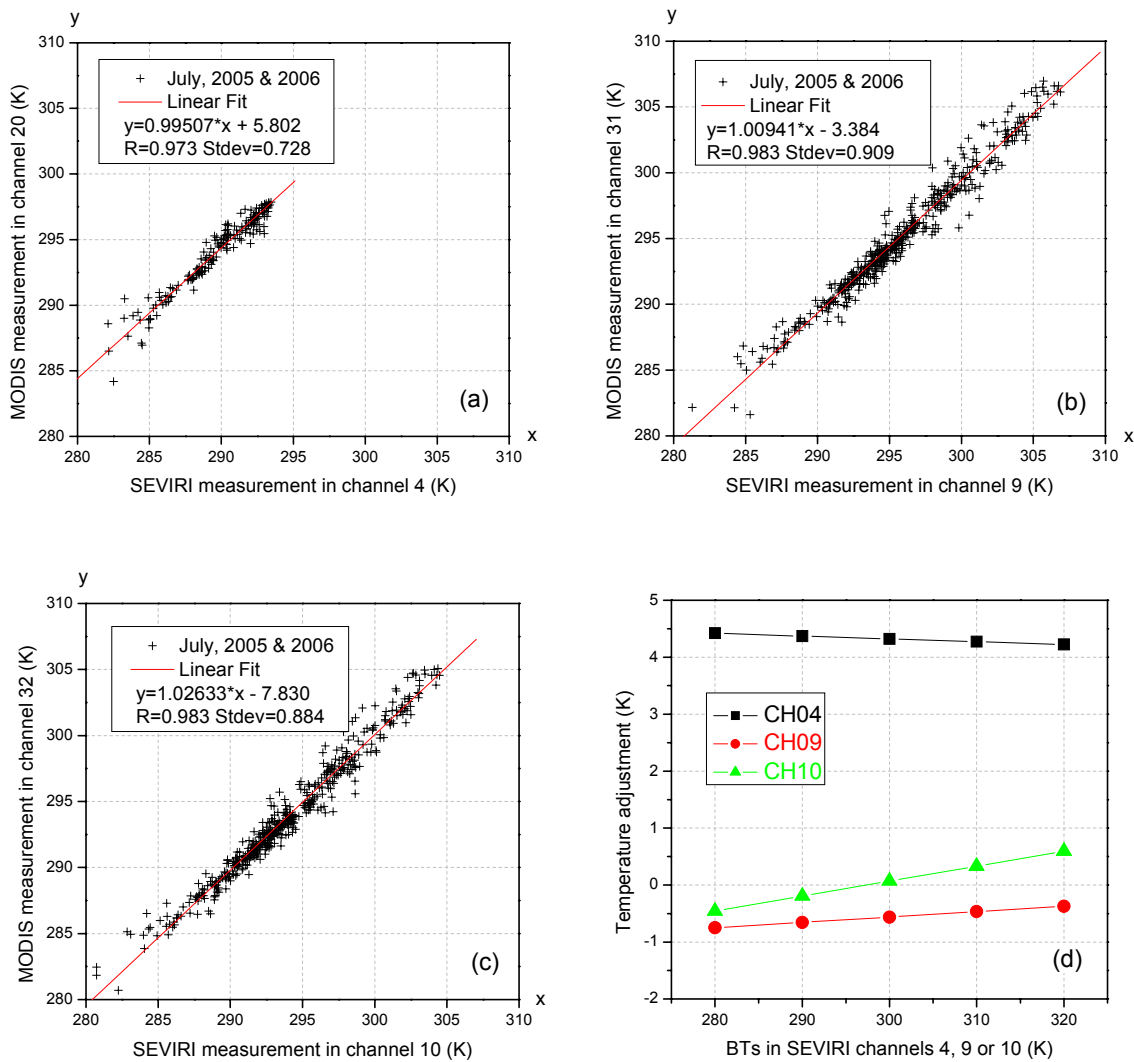 y
310
305
300
295
290
285
280
MODIS measurement in channel 20 (K)
July, 2005 & 2006
Linear Fit
y=0.99507*x + 5.802
R=0.973 Stdev=0.728
(a)
280 285 290 295 300 305 310
x
SEVIRI measurement in channel 4 (K)
y
310
305
300
295
290
285
280
MODIS measurement in channel 31 (K)
July, 2005 & 2006
Linear Fit
y=1.00941*x - 3.384
R=0.983 Stdev=0.909
(b)
280 285 290 295 300 305 310
x
SEVIRI measurement in channel 9 (K)
y
310
305
300
295
290
285
280
MODIS measurement in channel 32 (K)
July, 2005 & 2006
Linear Fit
y=1.02633*x - 7.830
R=0.983 Stdev=0.884
(c)
280 285 290 295 300 305 310
x
SEVIRI measurement in channel 10 (K)
5
4
3
2
1
0
-1
-2
Temperature adjustment (K)
CH04
CH09
CH10
(d)
280 290 300 310 320
BTs in SEVIRI channels 4, 9 or 10 (K)